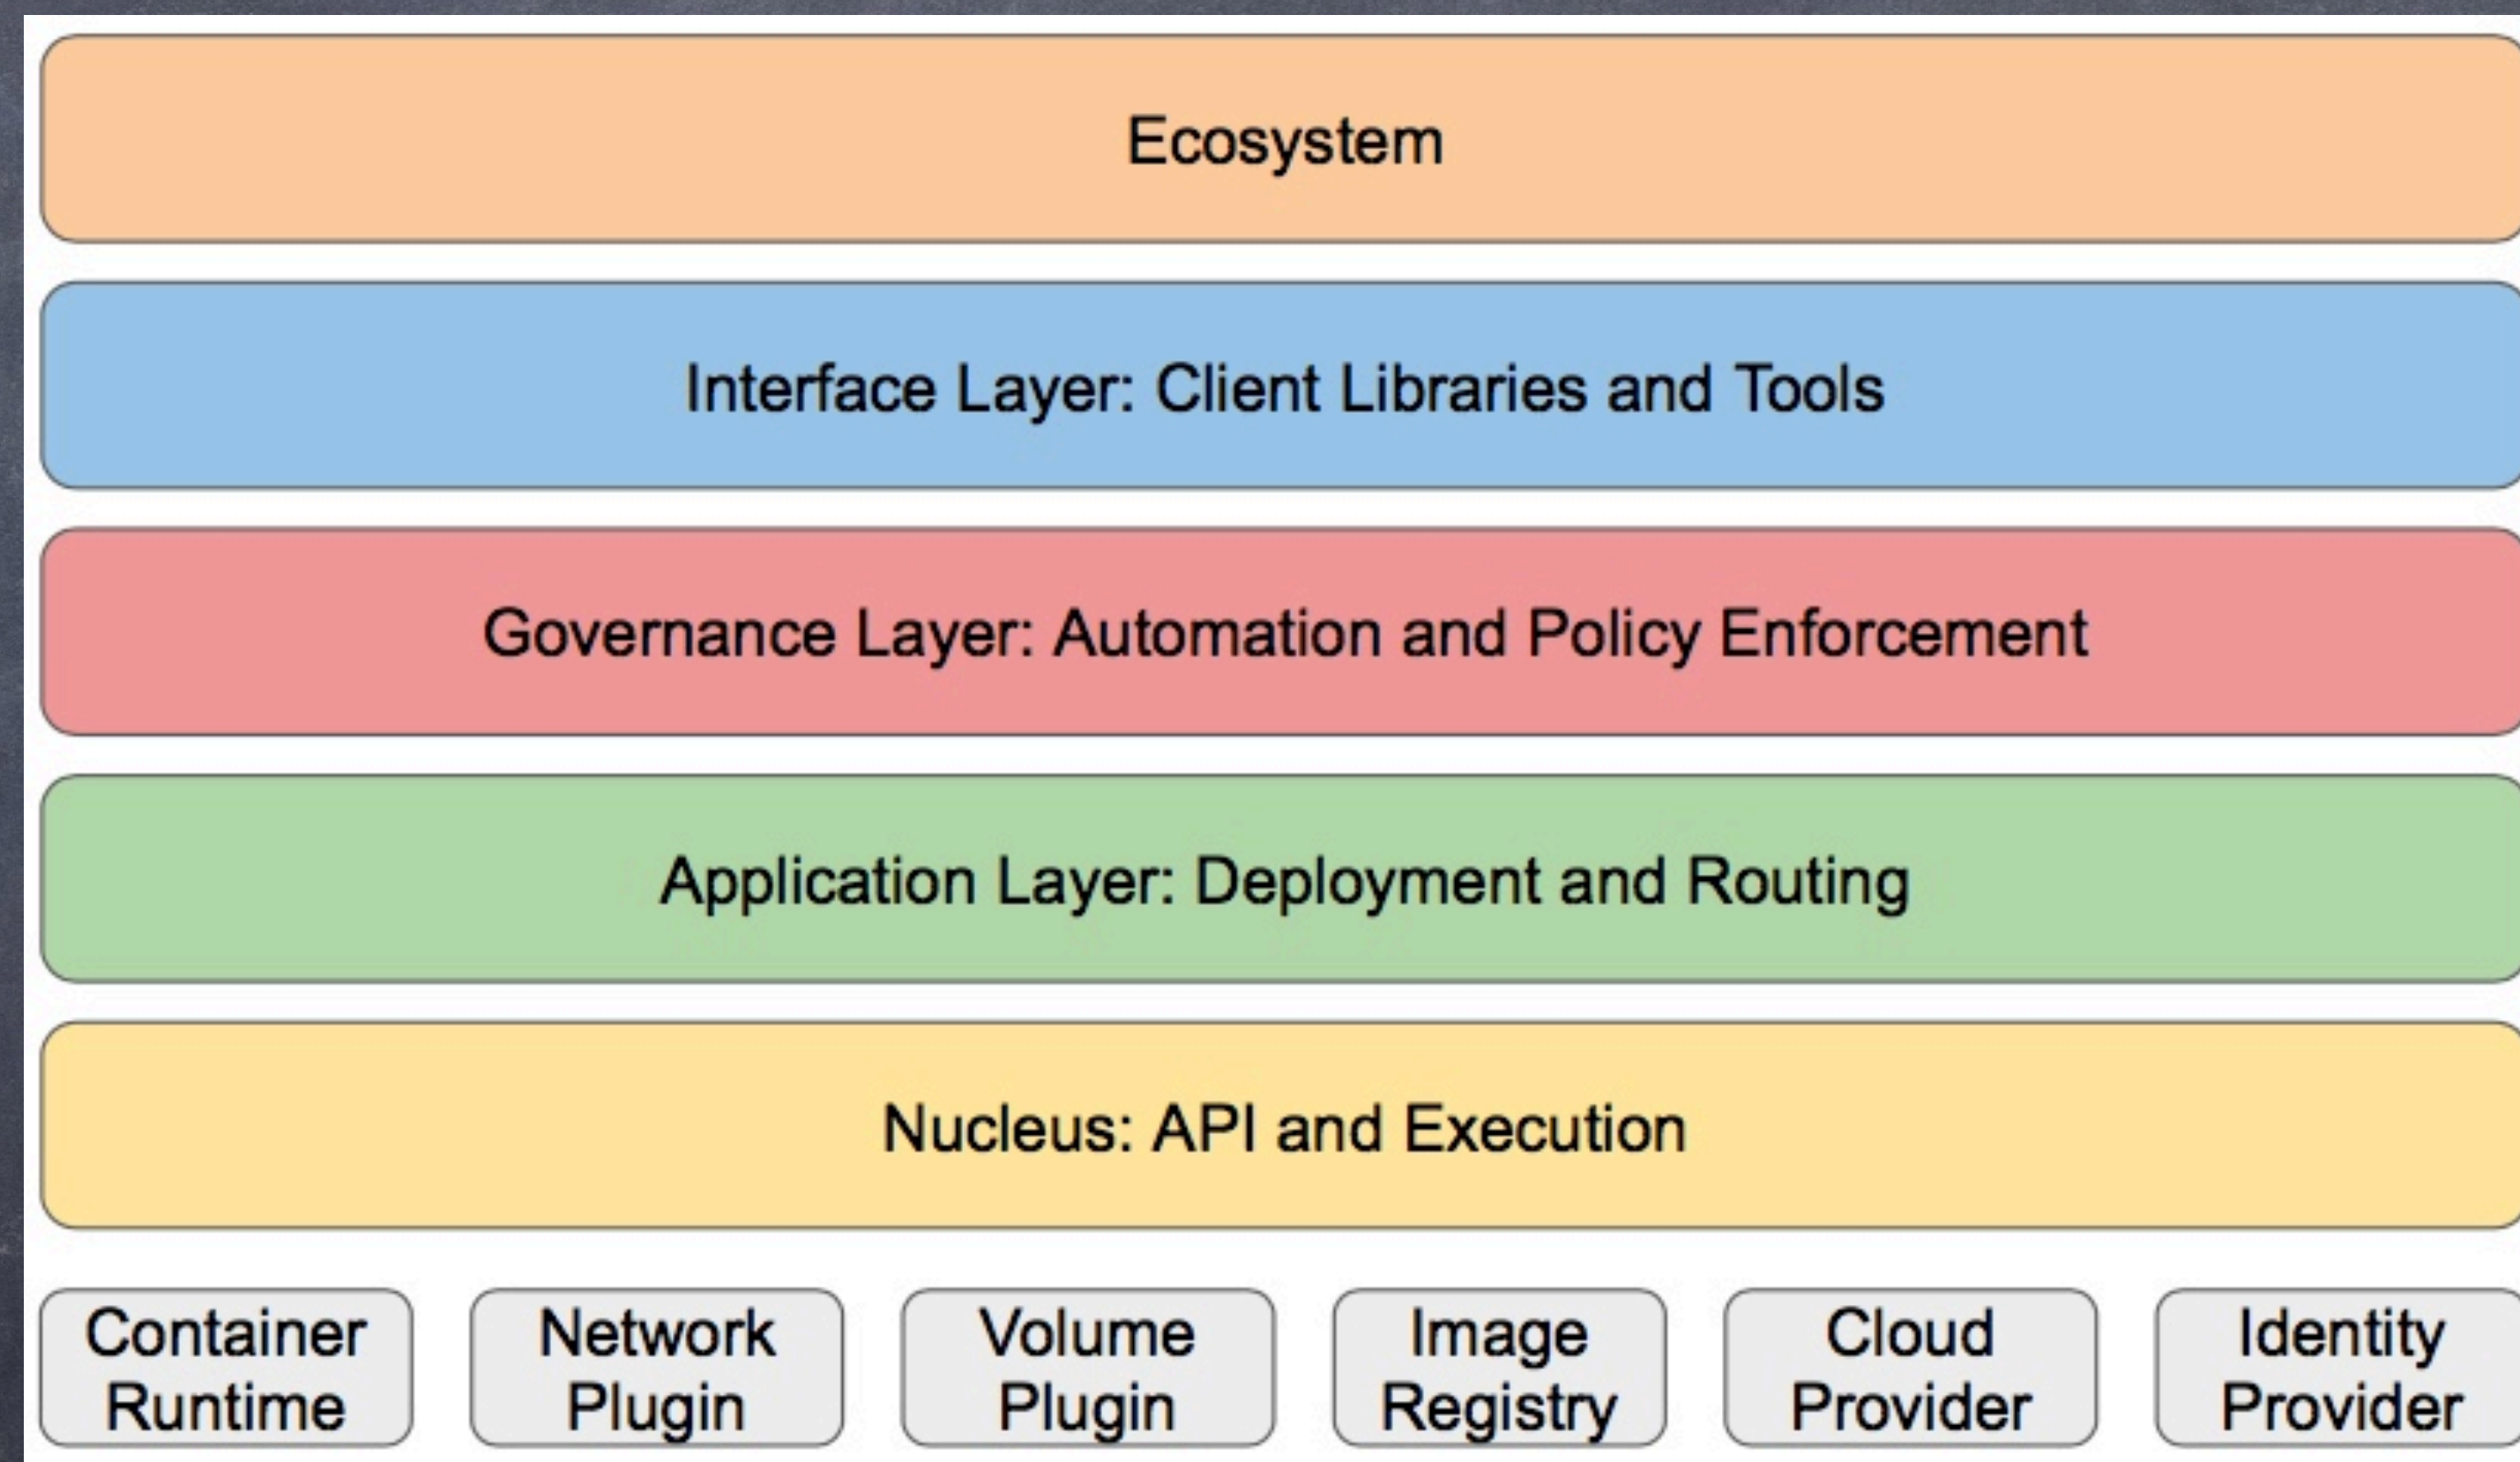 Ecosystem
Interface Layer: Client Libraries and Tools
Governance Layer: Automation and Policy Enforcement
Application Layer: Deployment and Routing
Nucleus: API and Execution
Container
Runtime
Network
Plugin
Volume
Plugin
Image
Registry
Cloud
Provider
Identity
Provider